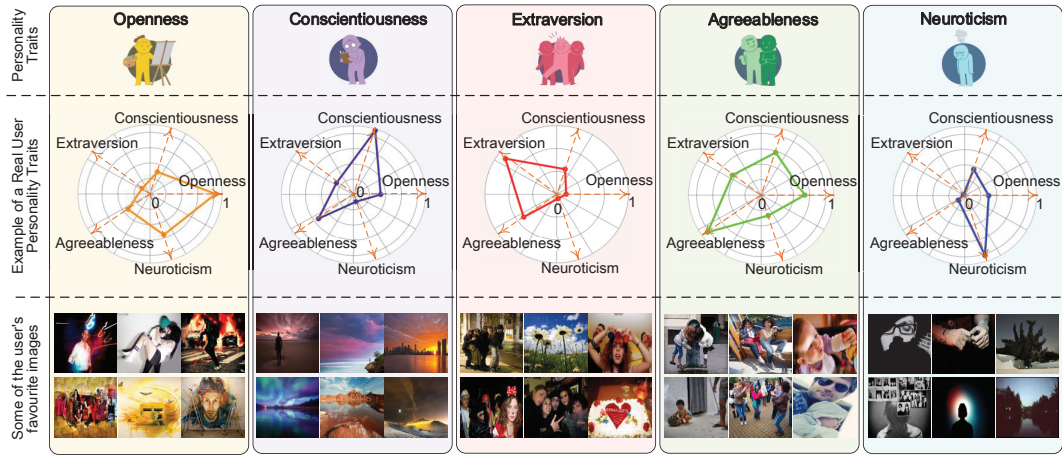 Personality
Traits
Openness
Conscientiousness
Extraversion
Agreeableness
Neuroticism
Example of a Real User
Personality Traits
Conscientiousness
Extraversion
Openness
0
1
Agreeableness
Neuroticism
Conscientiousness
Extraversion
Openness
0
1
Agreeableness
Neuroticism
Conscientiousness
Extraversion
Openness
0
1
Agreeableness
Neuroticism
Conscientiousness
Extraversion
Openness
0
1
Agreeableness
Neuroticism
Conscientiousness
Extraversion
Openness
0
1
Agreeableness
Neuroticism
Some of the user's
favourite images